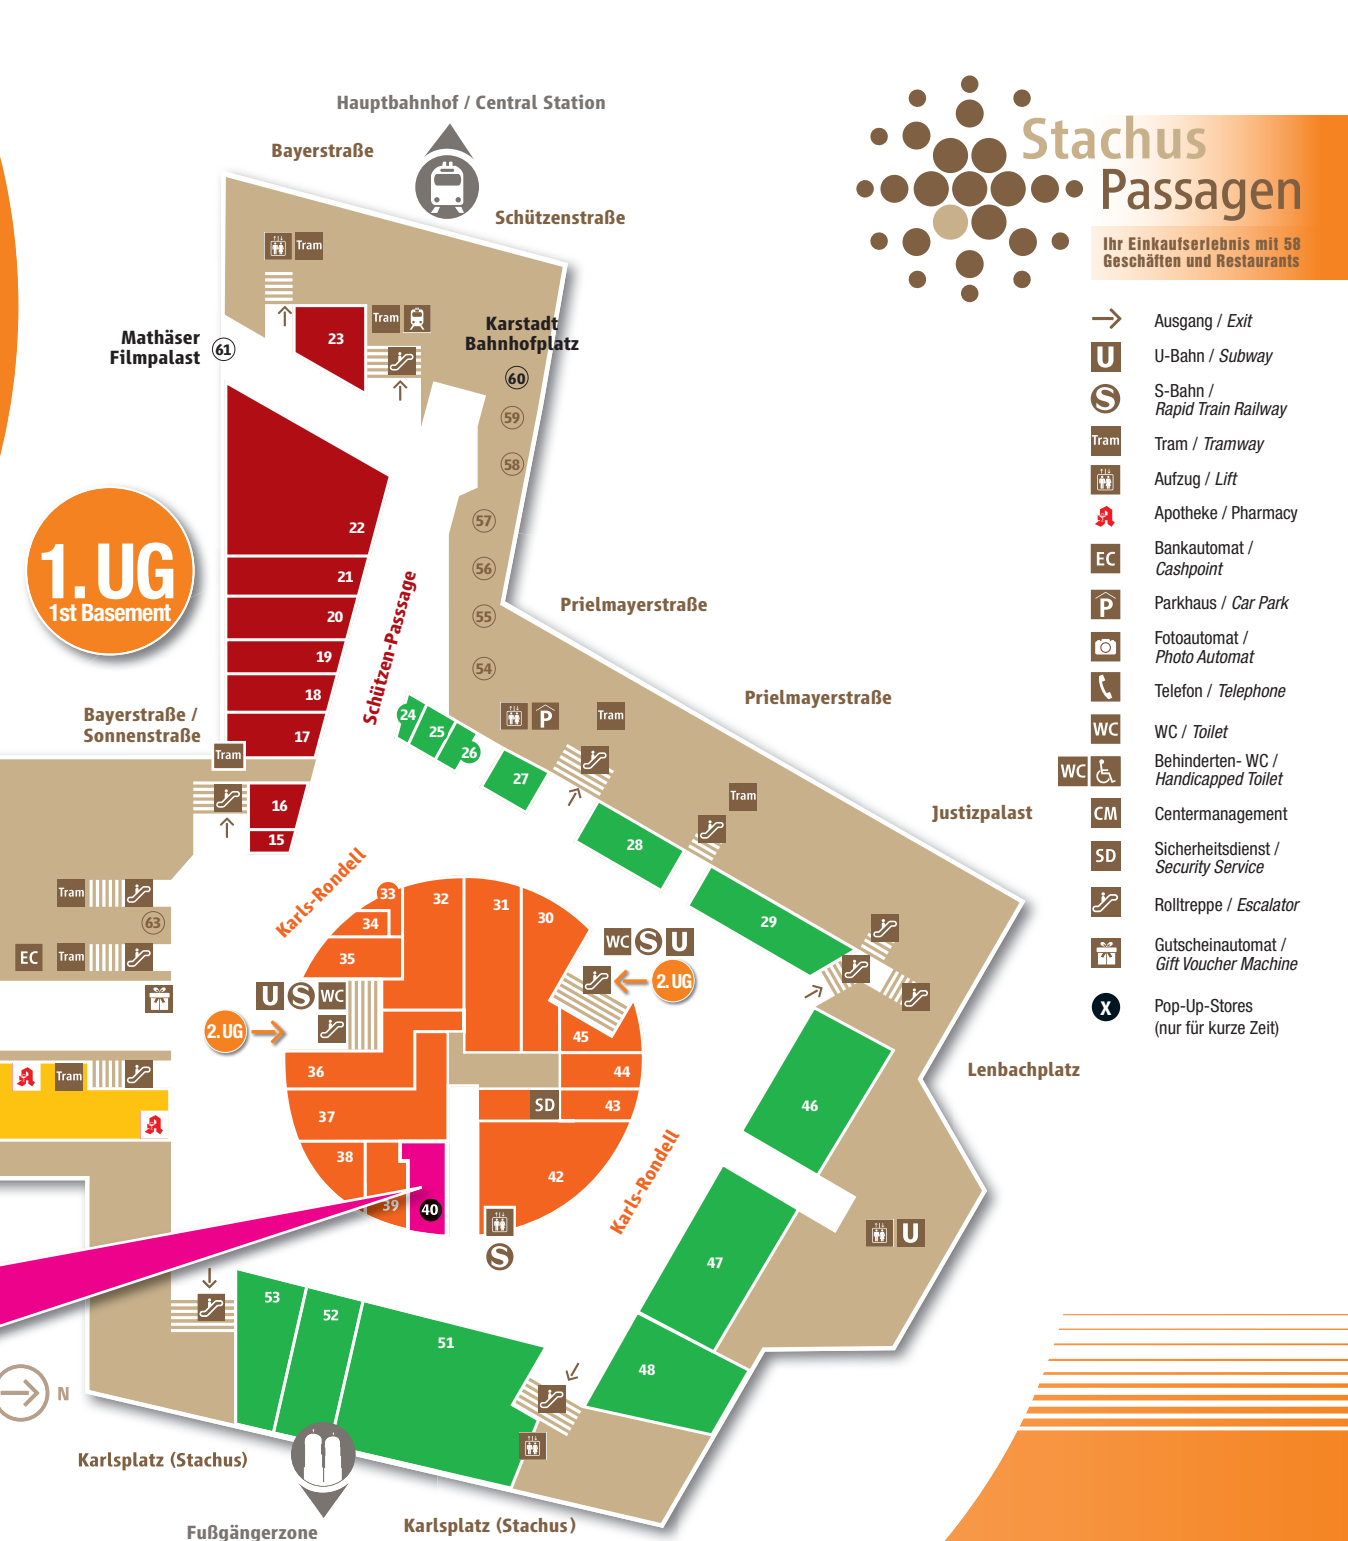 Hauptbahnhof / Central Station
Bayerstraße
Schützenstraße
Stachus
Passagen
Ihr Einkaufserlebnis mit 58
Geschäften und Restaurants
Tram
Tram
23
Mathäser
Filmpalast
61
Karstadt
Bahnhofplatz
60
59
58
57
56
55
54
22
21
20
19
18
17
Schützen-Passsage
1. UG
1st Basement
Prielmayerstraße
Prielmayerstraße
Bayerstraße /
Sonnenstraße
Tram
16
15
24
25
26
27
P
Tram
28
Tram
29
Justizpalast
Karls-Rondell
33
34
35
32
31
30
WC S U
2. UG
U S WC
2. UG
Tram
63
EC
Tram
Tram
36
37
38
39
40
45
44
SD
43
42
S
Karls-Rondell
46
47
48
U
Lenbachplatz
53
52
51
N
Karlsplatz (Stachus)
Karlsplatz (Stachus)
Fußgängerzone
Ausgang / Exit
U
U-Bahn / Subway
S
S-Bahn /
Rapid Train Railway
Tram
Tram / Tramway
Aufzug / Lift
Apotheke / Pharmacy
EC
Bankautomat /
Cashpoint
P
Parkhaus / Car Park
Fotoautomat /
Photo Automat
Telefon / Telephone
WC
WC / Toilet
WC
Behinderten- WC /
Handicapped Toilet
CM
Centermanagement
SD
Sicherheitsdienst /
Security Service
Rolltreppe / Escalator
Gutscheinautomat /
Gift Voucher Machine
X
Pop-Up-Stores
(nur für kurze Zeit)